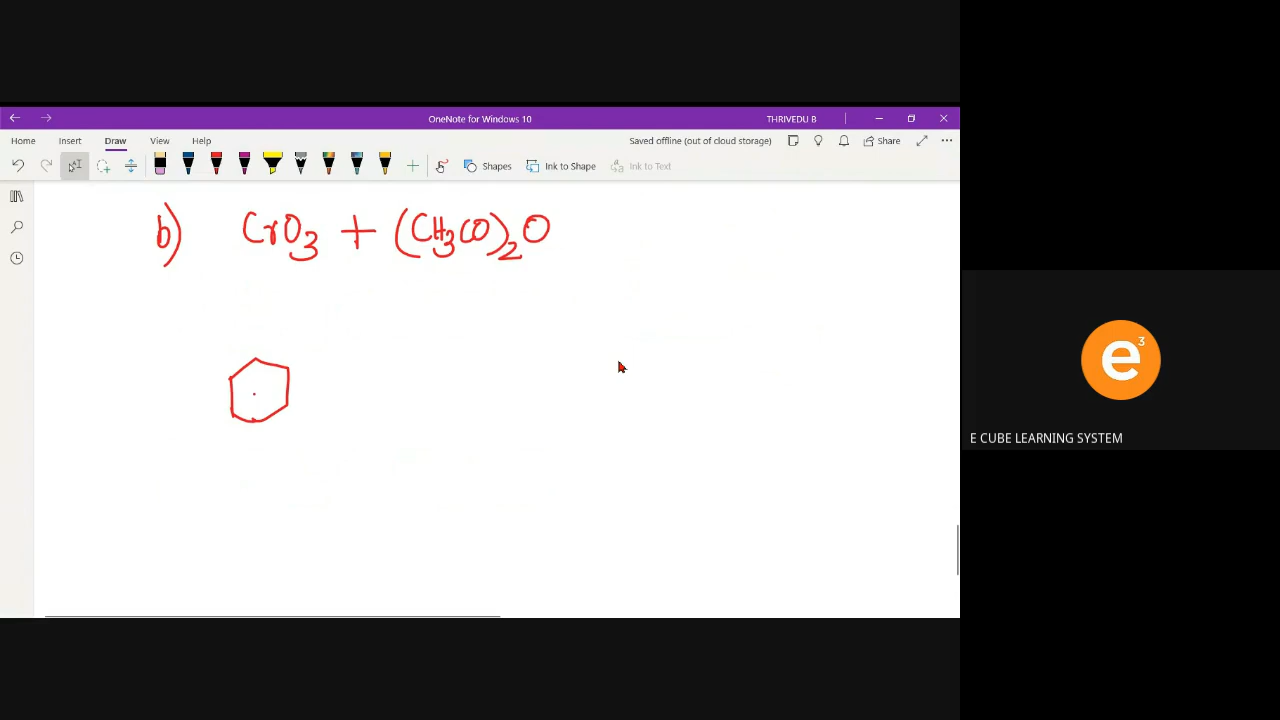 OneNote for Windows 10
THRIVEDU B
Home Insert Draw View Help
Saved offline (out of cloud storage)
Share
Shapes
Ink to Shape
Ink to Text
b) CrO3 + (CH3CO)2O
e3
E CUBE LEARNING SYSTEM